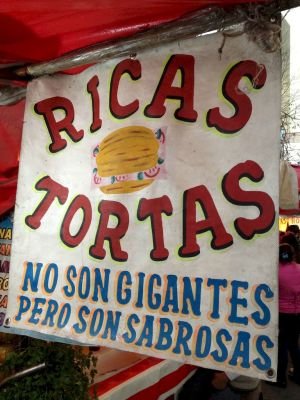 RICAS
TORTAS
NO SON GIGANTES
PERO SON SABROSAS